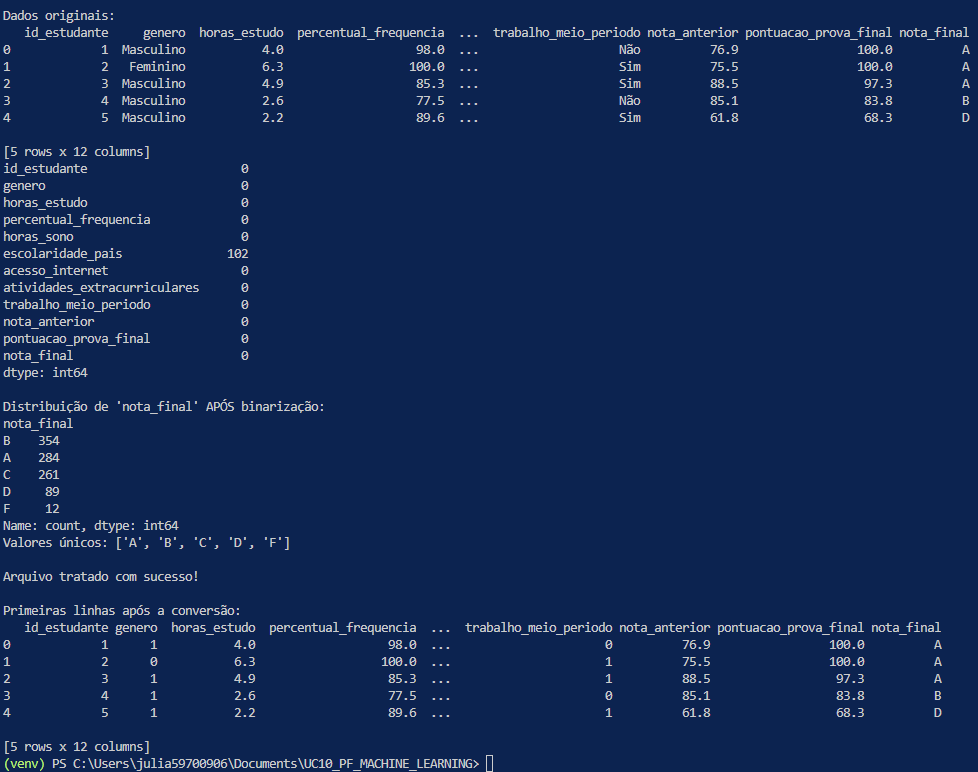 Dados originais:
   id_estudante     genero  horas_estudo  percentual_frequencia  ...  trabalho_meio_periodo nota_anterior pontuacao_prova_final nota_final
0             1  Masculino           4.0                   98.0  ...                    Não          76.9                 100.0          A
1             2   Feminino           6.3                  100.0  ...                    Sim          75.5                 100.0          A
2             3  Masculino           4.9                   85.3  ...                    Sim          88.5                  97.3          A
3             4  Masculino           2.6                   77.5  ...                    Não          85.1                  83.8          B
4             5  Masculino           2.2                   89.6  ...                    Sim          61.8                  68.3          D
[5 rows x 12 columns]
id_estudante                      0
genero                            0
horas_estudo                      0
percentual_frequencia             0
horas_sono                        0
escolaridade_pais               102
acesso_internet                   0
atividades_extracurriculares      0
trabalho_meio_periodo             0
nota_anterior                     0
pontuacao_prova_final             0
nota_final                        0
dtype: int64
Distribuição de 'nota_final' APÓS binarização:
nota_final
B    354
A    284
C    261
D     89
F     12
Name: count, dtype: int64
Valores únicos: ['A', 'B', 'C', 'D', 'F']
Arquivo tratado com sucesso!
Primeiras linhas após a conversão:
   id_estudante genero  horas_estudo  percentual_frequencia  ...  trabalho_meio_periodo nota_anterior pontuacao_prova_final nota_final
0             1      1           4.0                   98.0  ...                      0          76.9                 100.0          A
1             2      0           6.3                  100.0  ...                      1          75.5                 100.0          A
2             3      1           4.9                   85.3  ...                      1          88.5                  97.3          A
3             4      1           2.6                   77.5  ...                      0          85.1                  83.8          B
4             5      1           2.2                   89.6  ...                      1          61.8                  68.3          D
[5 rows x 12 columns]
(venv) PS C:\Users\julia59700906\Documents\UC10_PF_MACHINE_LEARNING>